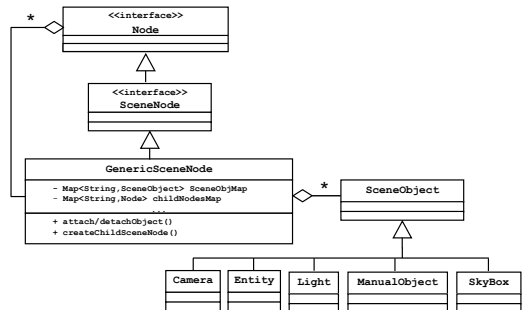 *
<<interface>>
Node
<<interface>>
SceneNode
GenericSceneNode
- Map<String,SceneObject> SceneObjMap
- Map<String,Node> childNodesMap
...
+ attach/detachObject()
+ createChildSceneNode()
*
SceneObject
Camera
Entity
Light
ManualObject
SkyBox